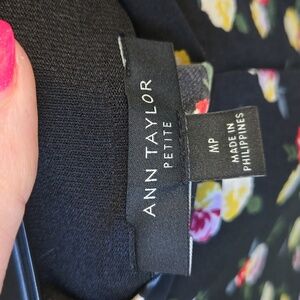 ANN TAYLOR
PETITE
MP
MADE IN
PHILIPPINES